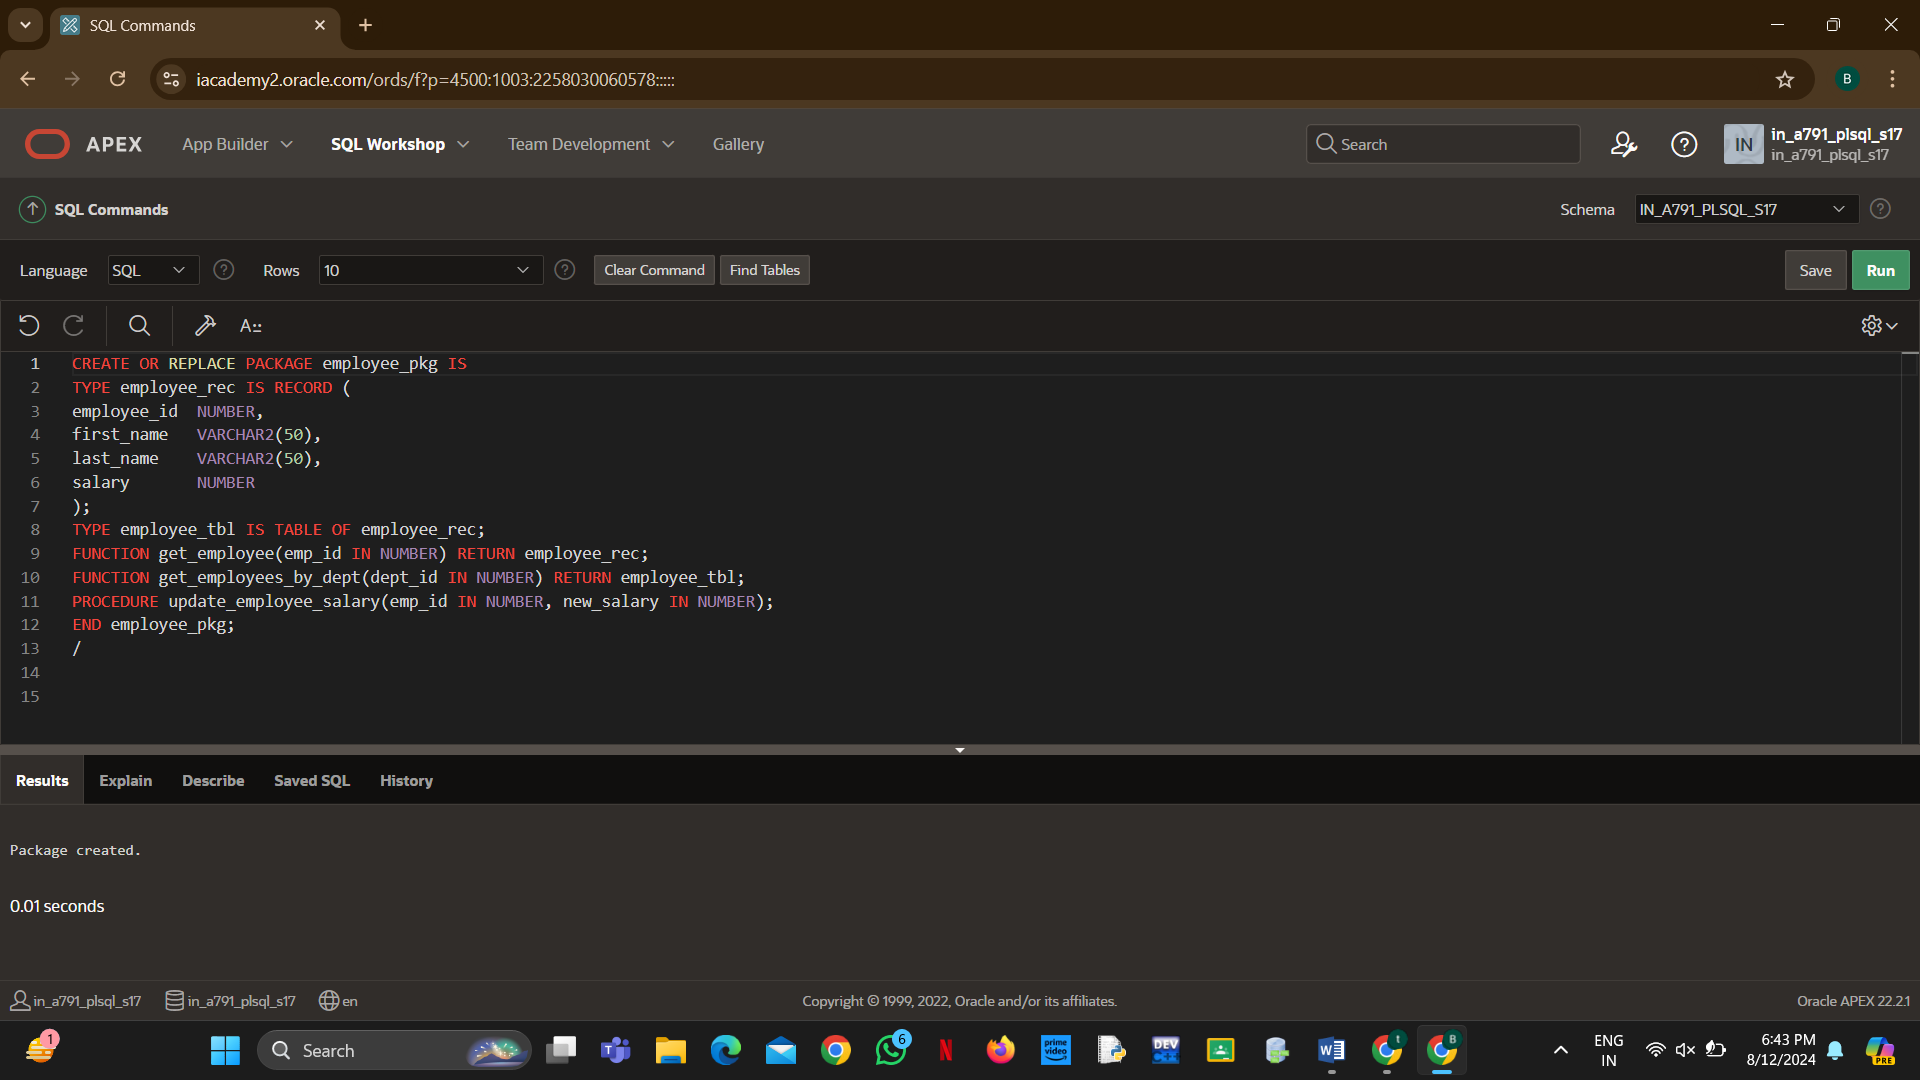 SQL Commands
iacademy2.oracle.com/ords/f?p=4500:1003:2258030060578:::::
B
APEX
App Builder
SQL Workshop
Team Development
Gallery
Search
IN
in_a791_plsql_s17
in_a791_plsql_s17
SQL Commands
Schema
IN_A791_PLSQL_S17
Language
SQL
Rows
10
Clear Command
Find Tables
Save
Run
A::
1 CREATE OR REPLACE PACKAGE employee_pkg IS
2 TYPE employee_rec IS RECORD (
3 employee_id  NUMBER,
4 first_name   VARCHAR2(50),
5 last_name    VARCHAR2(50),
6 salary       NUMBER
7 );
8 TYPE employee_tbl IS TABLE OF employee_rec;
9 FUNCTION get_employee(emp_id IN NUMBER) RETURN employee_rec;
10 FUNCTION get_employees_by_dept(dept_id IN NUMBER) RETURN employee_tbl;
11 PROCEDURE update_employee_salary(emp_id IN NUMBER, new_salary IN NUMBER);
12 END employee_pkg;
13 /
14
15
Results
Explain
Describe
Saved SQL
History
Package created.
0.01 seconds
in_a791_plsql_s17
in_a791_plsql_s17
en
Copyright © 1999, 2022, Oracle and/or its affiliates.
Oracle APEX 22.2.1
1
Search
6
N
prime video
DEV
W
t
B
ENG
IN
6:43 PM
8/12/2024
PRE